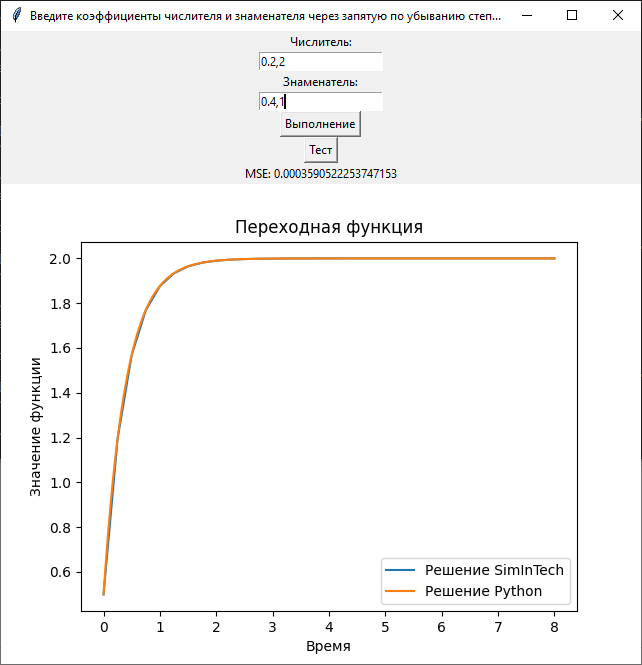 Введите коэффициенты числителя и знаменателя через запятую по убыванию степ...
Числитель:
0.2,2
Знаменатель:
0.4,1
Выполнение
Тест
MSE: 0.0003590522253747153
Переходная функция
2.0
1.8
1.6
1.4
1.2
1.0
0.8
0.6
Значение функции
Решение SimInTech
Решение Python
0 1 2 3 4 5 6 7 8
Время